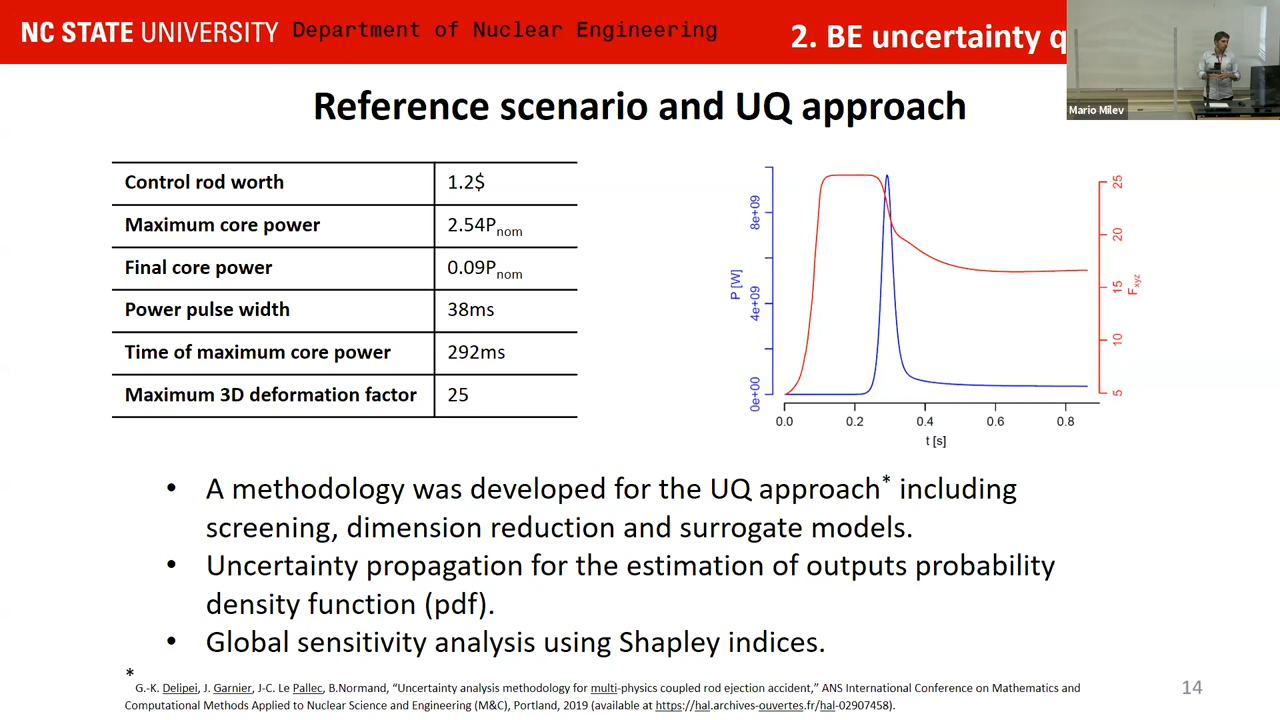 NC STATE UNIVERSITY Department of Nuclear Engineering
2. BE uncertainty q
Mario Milev
Reference scenario and UQ approach
Control rod worth 1.2$
Maximum core power 2.54Pnom
Final core power 0.09Pnom
Power pulse width 38ms
Time of maximum core power 292ms
Maximum 3D deformation factor 25
P [W]
0e+00 4e+09 8e+09
0.0 0.2 0.4 0.6 0.8
t [s]
5 10 15 20 25
Fxyz
• A methodology was developed for the UQ approach* including
screening, dimension reduction and surrogate models.
• Uncertainty propagation for the estimation of outputs probability
density function (pdf).
• Global sensitivity analysis using Shapley indices.
*
G.-K. Delipei, J. Garnier, J-C. Le Pallec, B.Normand, “Uncertainty analysis methodology for multi-physics coupled rod ejection accident,” ANS International Conference on Mathematics and
Computational Methods Applied to Nuclear Science and Engineering (M&C), Portland, 2019 (available at https://hal.archives-ouvertes.fr/hal-02907458).
14